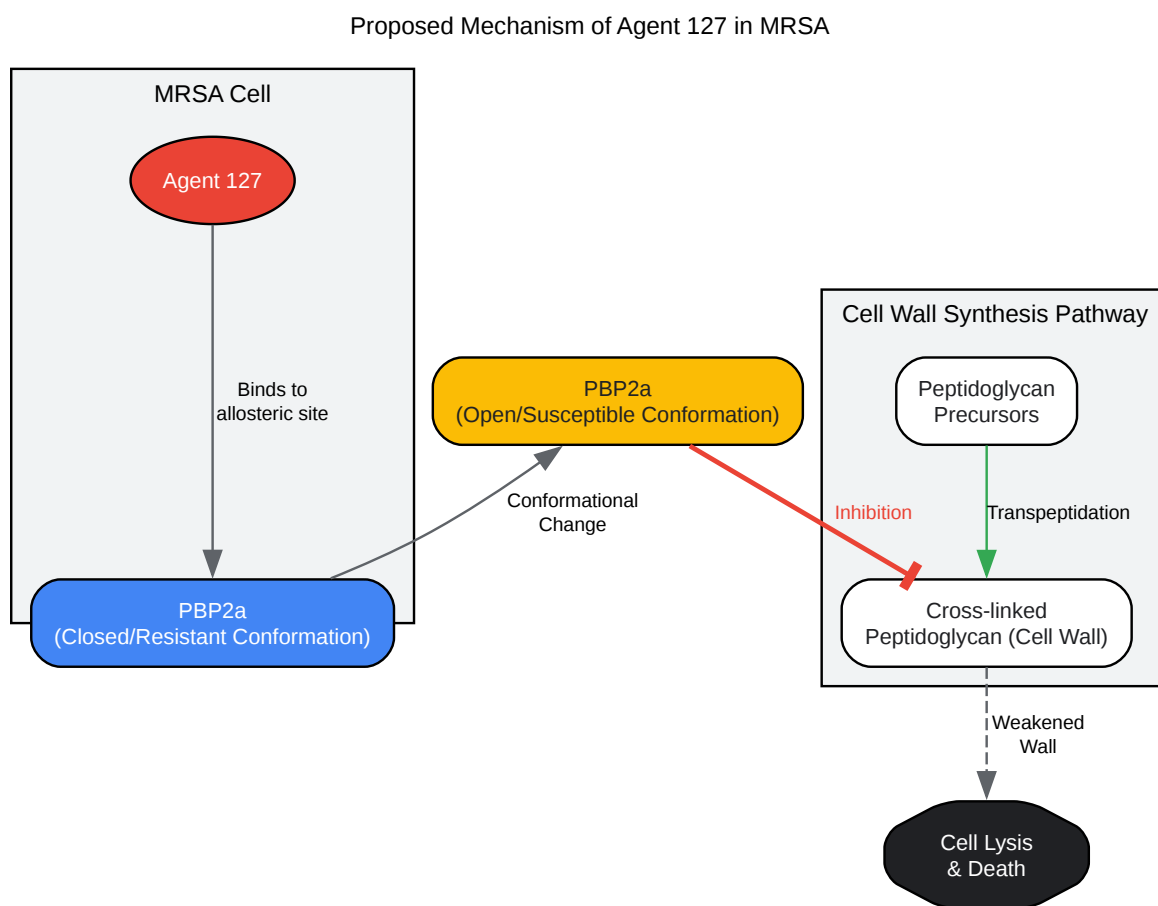 Proposed Mechanism of Agent 127 in MRSA
MRSA Cell
Agent 127
Binds to
allosteric site
PBP2a
(Closed/Resistant Conformation)
Conformational
Change
PBP2a
(Open/Susceptible Conformation)
Inhibition
Cell Wall Synthesis Pathway
Peptidoglycan
Precursors
Transpeptidation
Cross-linked
Peptidoglycan (Cell Wall)
Weakened
Wall
Cell Lysis
& Death